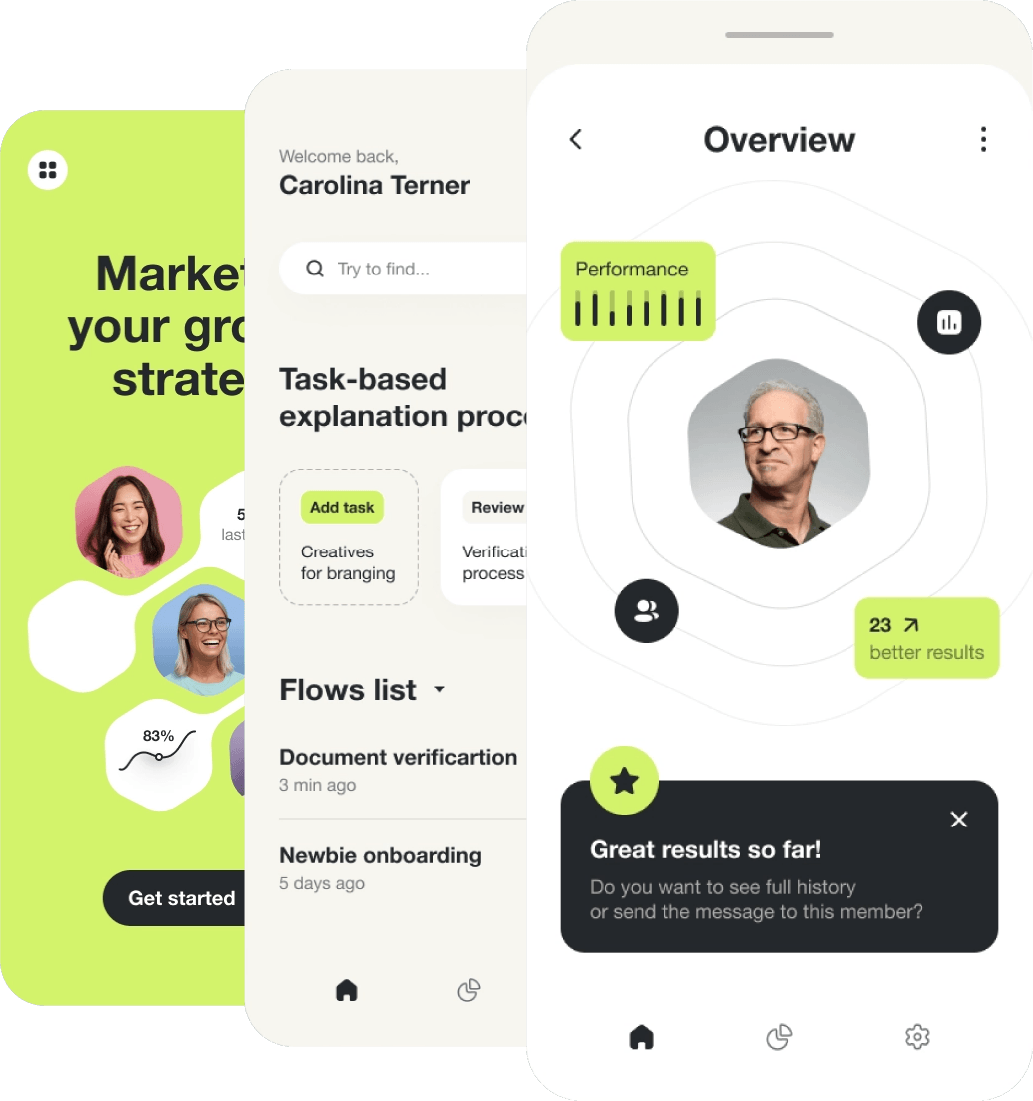 Market
your gro
strate
5
last
83%
Get started
Welcome back,
Carolina Terner
Try to find...
Task-based
explanation proc
Add task
Creatives
for branging
Review
Verificati
process
Flows list
Document verificartion
3 min ago
Newbie onboarding
5 days ago
Overview
Performance
23
better results
Great results so far!
Do you want to see full history
or send the message to this member?